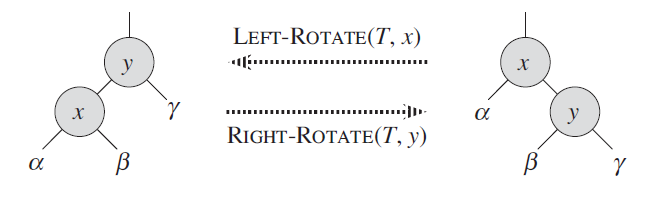 LEFT-ROTATE(T, x)
y
x
x
γ
α
y
RIGHT-ROTATE(T, y)
α
β
β
γ